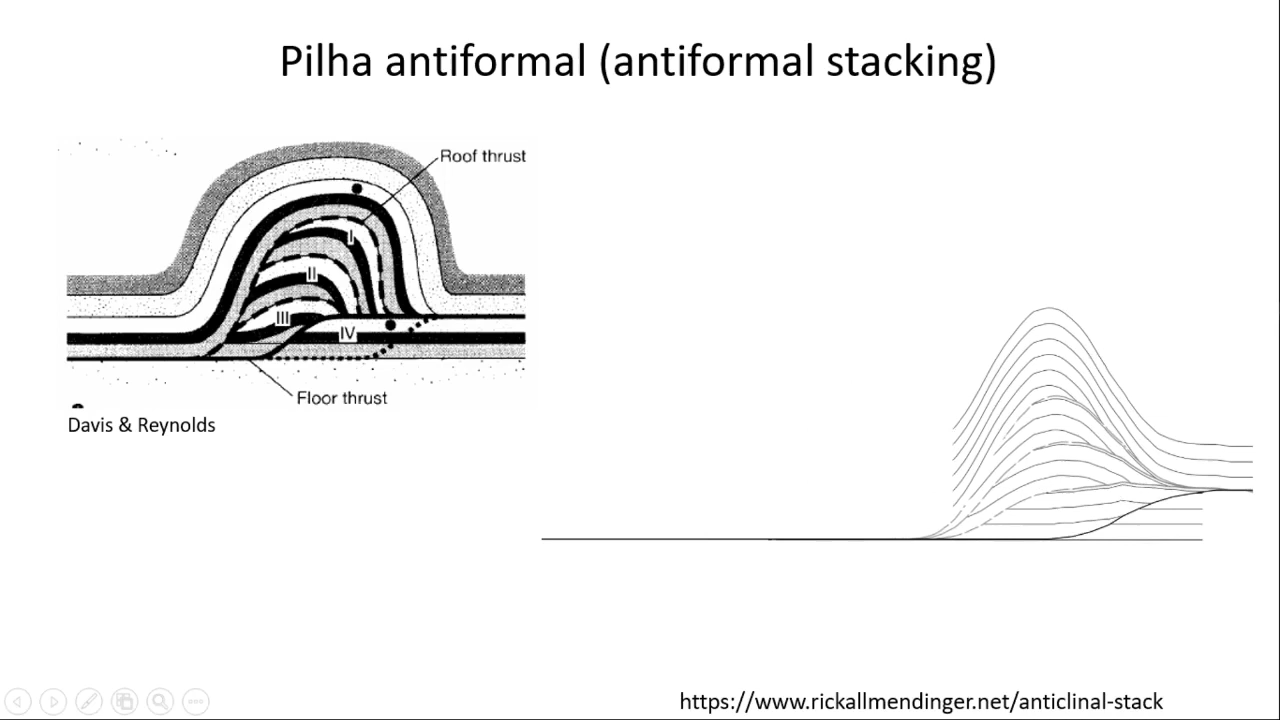 Pilha antiformal (antiformal stacking)
Roof thrust
I
II
III
IV
Floor thrust
Davis & Reynolds
https://www.rickallmendinger.net/anticlinal-stack